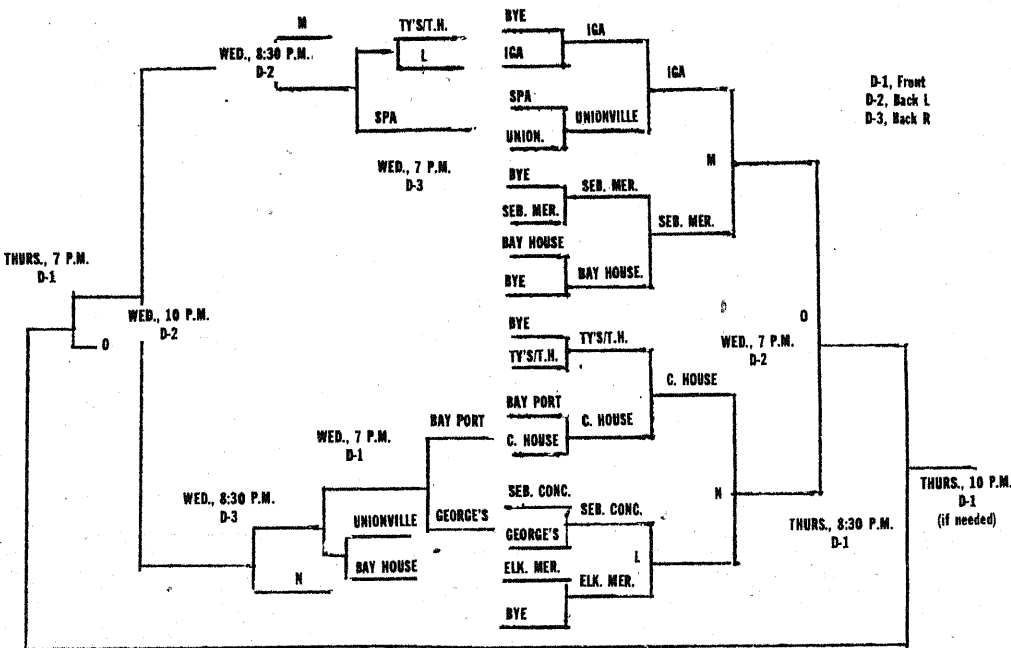 M
WED., 8:30 P.M.
D-2
TY'S/T.H.
L
SPA
WED., 7 P.M.
D-3
THURS., 7 P.M.
D-1
O
WED., 10 P.M.
D-2
BAY PORT
WED., 7 P.M.
D-1
GEORGE'S
WED., 8:30 P.M.
D-3
UNIONVILLE
BAY HOUSE
N
BYE
IGA
IGA
SPA
UNION.
UNIONVILLE
IGA
BYE
SEB. MER.
SEB. MER.
BAY HOUSE
BYE
BAY HOUSE.
SEB. MER.
M
BYE
TY'S/T.H.
TY'S/T.H.
BAY PORT
C. HOUSE
C. HOUSE
C. HOUSE
SEB. CONC.
GEORGE'S
SEB. CONC.
ELK. MER.
BYE
ELK. MER.
L
N
O
WED., 7 P.M.
D-2
THURS., 8:30 P.M.
D-1
THURS., 10 P.M.
D-1
(if needed)
D-1, Front
D-2, Back L
D-3, Back R